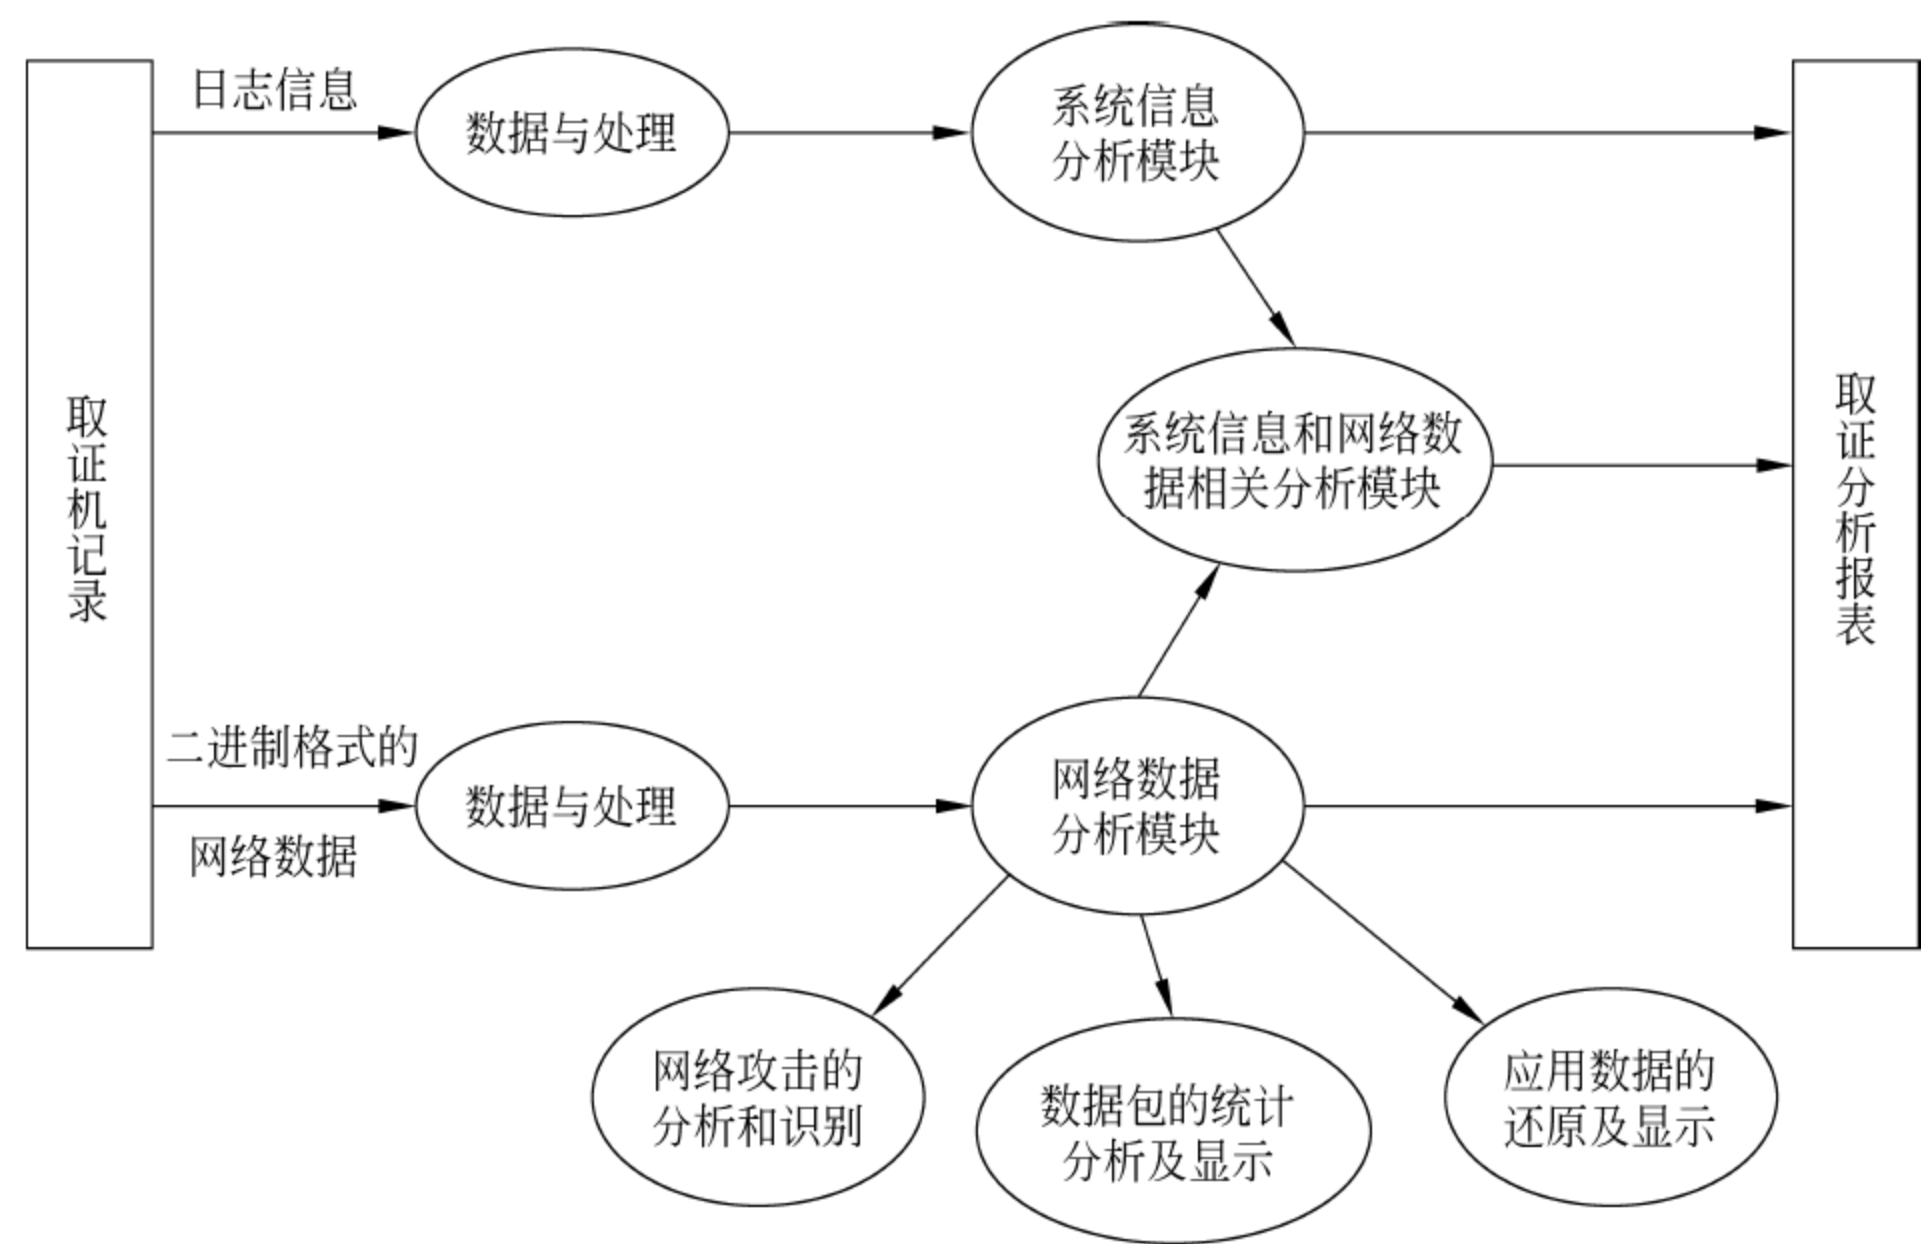 日志信息
数据与处理
系统信息
分析模块
取证机记录
系统信息和网络数
据相关分析模块
取证分析报表
二进制格式的
网络数据
数据与处理
网络数据
分析模块
网络攻击的
分析和识别
数据包的统计
分析及显示
应用数据的
还原及显示